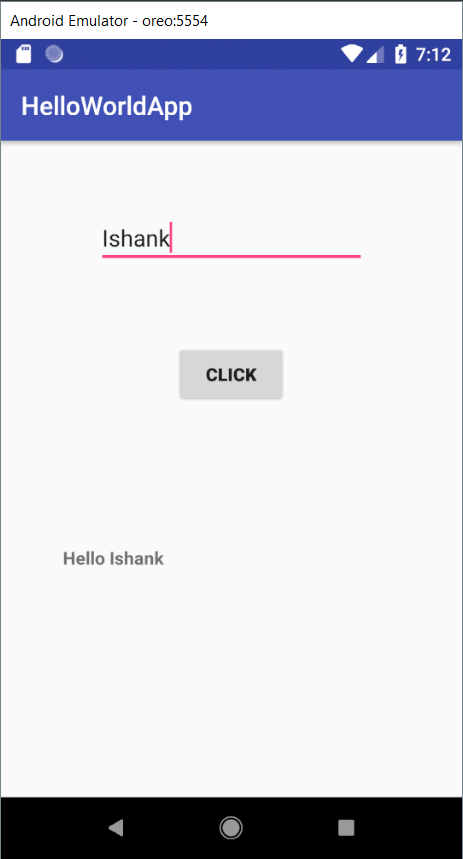 Android Emulator - oreo:5554
7:12
HelloWorldApp
Ishank
CLICK
Hello Ishank